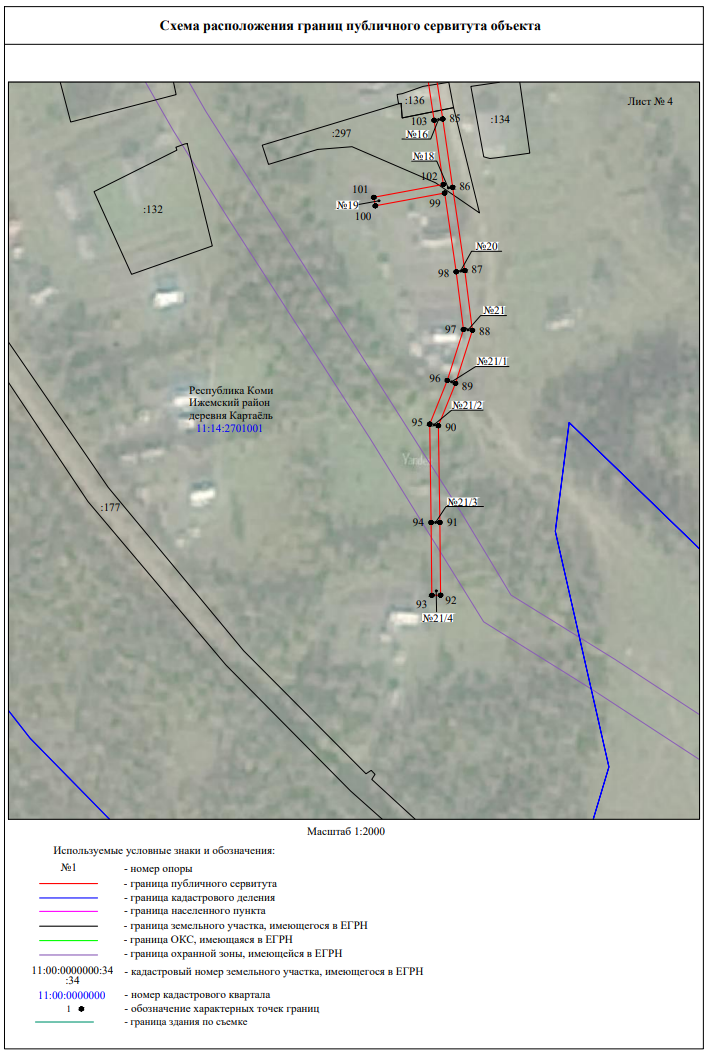 Схема расположения границ публичного сервитута объекта
Лист № 4
:136
103
85
№16
:134
:297
№18
102
86
101
№19
99
100
:132
№20
98
87
№21
97
88
№21/1
96
89
№21/2
95
90
Республика Коми
Ижемский район
деревня Картаёль
11:14:2701001
Yandex
№21/3
:177
94
91
93
92
№21/4
Масштаб 1:2000
Используемые условные знаки и обозначения:
№1 - номер опоры
- граница публичного сервитута
- граница кадастрового деления
- граница населенного пункта
- граница земельного участка, имеющегося в ЕГРН
- граница ОКС, имеющаяся в ЕГРН
- граница охранной зоны, имеющейся в ЕГРН
11:00:0000000:34 - кадастровый номер земельного участка, имеющегося в ЕГРН
:34
11:00:0000000 - номер кадастрового квартала
1 - обозначение характерных точек границ
- граница здания по съемке